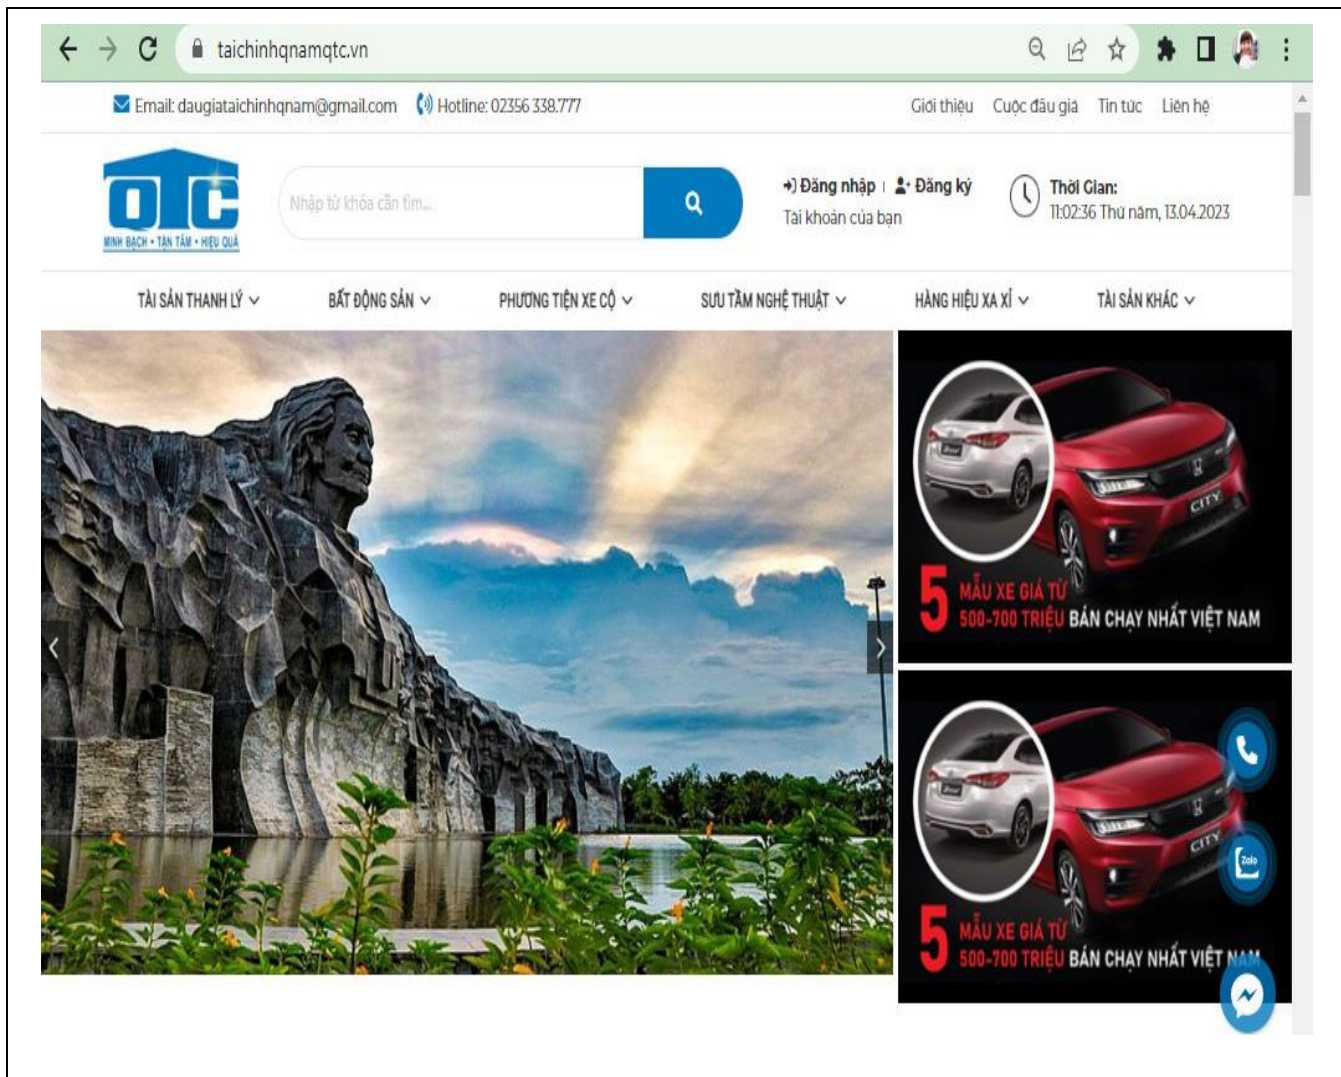 taichinhqnamqtc.vn
Email: daugiataichinhqnam@gmail.com Hotline: 02356 338.777 Giới thiệu Cuộc đấu giá Tin tức Liên hệ
QTC
MINH BẠCH • TẬN TÂM • HIỆU QUẢ
Nhập từ khóa cần tìm...
Đăng nhập | Đăng ký
Tài khoản của bạn
Thời Gian:
11:02:36 Thứ năm, 13.04.2023
TÀI SẢN THANH LÝ BẤT ĐỘNG SẢN PHƯƠNG TIỆN XE CỘ SƯU TẦM NGHỆ THUẬT HÀNG HIỆU XA XỈ TÀI SẢN KHÁC
CITY
5 MẪU XE GIÁ TỪ
500-700 TRIỆU BÁN CHẠY NHẤT VIỆT NAM
CITY
Zalo
5 MẪU XE GIÁ TỪ
500-700 TRIỆU BÁN CHẠY NHẤT VIỆT NAM